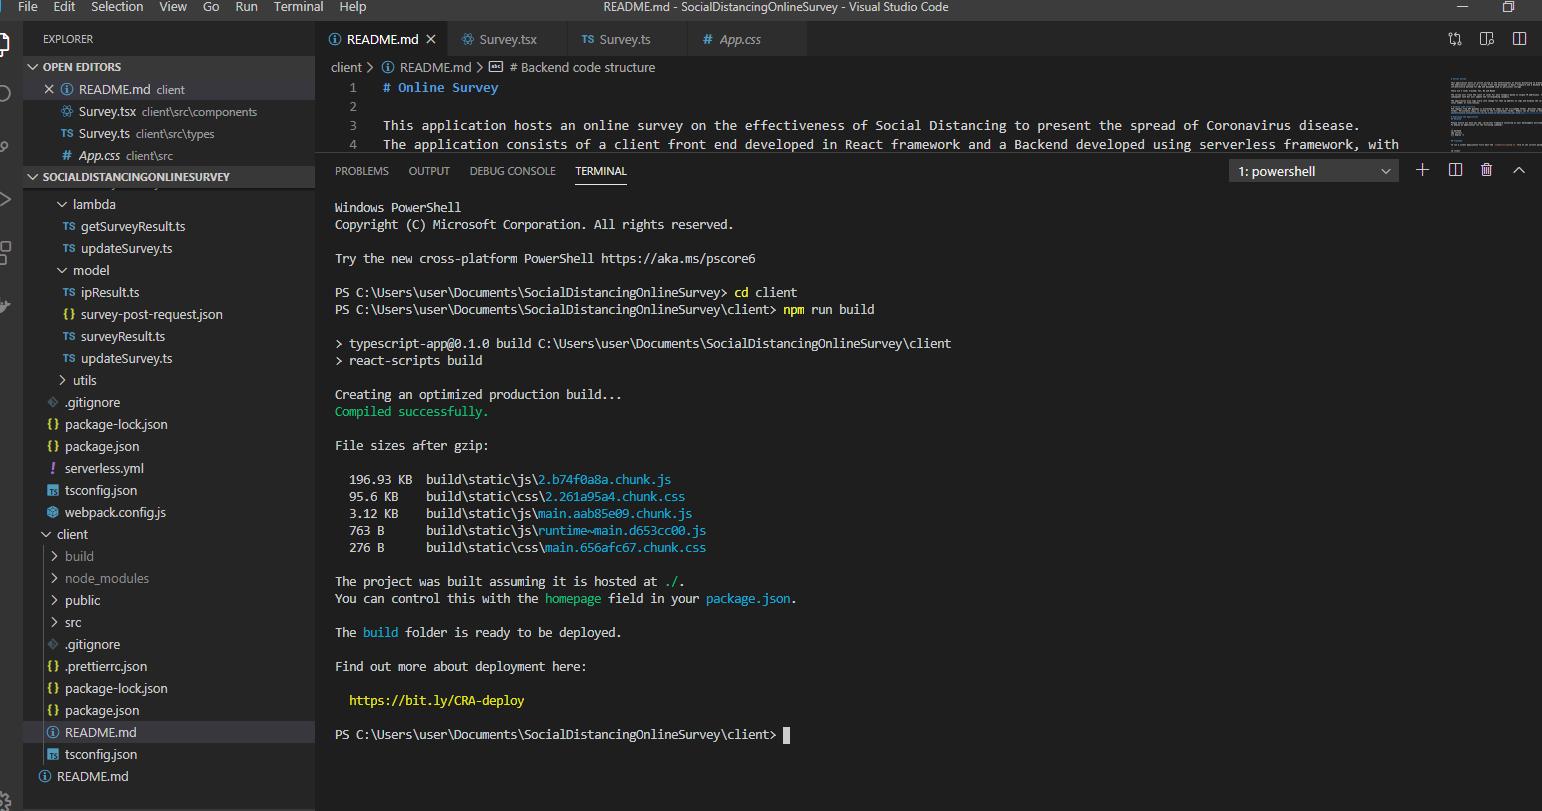 File Edit Selection View Go Run Terminal Help
README.md - SocialDistancingOnlineSurvey - Visual Studio Code
EXPLORER
OPEN EDITORS
README.md client
Survey.tsx client\src\components
Survey.ts client\src\types
App.css client\src
SOCIALDISTANCINGONLINESURVEY
lambda
getSurveyResult.ts
updateSurvey.ts
model
ipResult.ts
survey-post-request.json
surveyResult.ts
updateSurvey.ts
utils
.gitignore
package-lock.json
package.json
serverless.yml
tsconfig.json
webpack.config.js
client
build
node_modules
public
src
.gitignore
.prettierrc.json
package-lock.json
package.json
README.md
tsconfig.json
README.md
README.md
Survey.tsx
TS Survey.ts
# App.css
client > README.md > # Backend code structure
1 # Online Survey
2
3 This application hosts an online survey on the effectiveness of Social Distancing to present the spread of Coronavirus disease.
4 The application consists of a client front end developed in React framework and a Backend developed using serverless framework, with
PROBLEMS OUTPUT DEBUG CONSOLE TERMINAL
1: powershell
Windows PowerShell
Copyright (C) Microsoft Corporation. All rights reserved.
Try the new cross-platform PowerShell https://aka.ms/pscore6
PS C:\Users\user\Documents\SocialDistancingOnlineSurvey> cd client
PS C:\Users\user\Documents\SocialDistancingOnlineSurvey\client> npm run build
> typescript-app@0.1.0 build C:\Users\user\Documents\SocialDistancingOnlineSurvey\client
> react-scripts build
Creating an optimized production build...
Compiled successfully.
File sizes after gzip:
196.93 KB build\static\js\2.b74f0a8a.chunk.js
95.6 KB build\static\css\2.261a95a4.chunk.css
3.12 KB build\static\js\main.aab85e09.chunk.js
763 B build\static\js\runtime~main.d653cc00.js
276 B build\static\css\main.656afc67.chunk.css
The project was built assuming it is hosted at ./.
You can control this with the homepage field in your package.json.
The build folder is ready to be deployed.
Find out more about deployment here:
https://bit.ly/CRA-deploy
PS C:\Users\user\Documents\SocialDistancingOnlineSurvey\client>